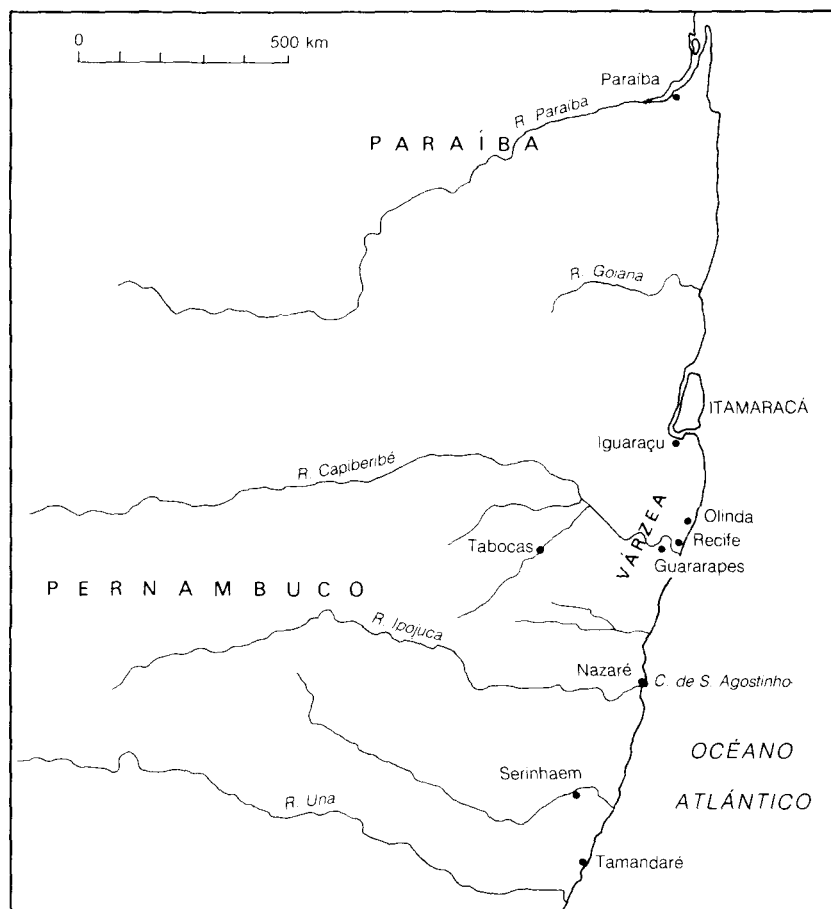 0 500 km
Paraíba
R. Paraíba
PARAÍBA
R. Goiana
ITAMARACÁ
Iguaraçu
R. Capiberibé
VÁRZEA
Olinda
Recife
Tabocas
Guararapes
PERNAMBUCO
R. Ipojuca
Nazaré
C. de S. Agostinho
OCÉANO
ATLÁNTICO
Serinhaem
R. Una
Tamandaré